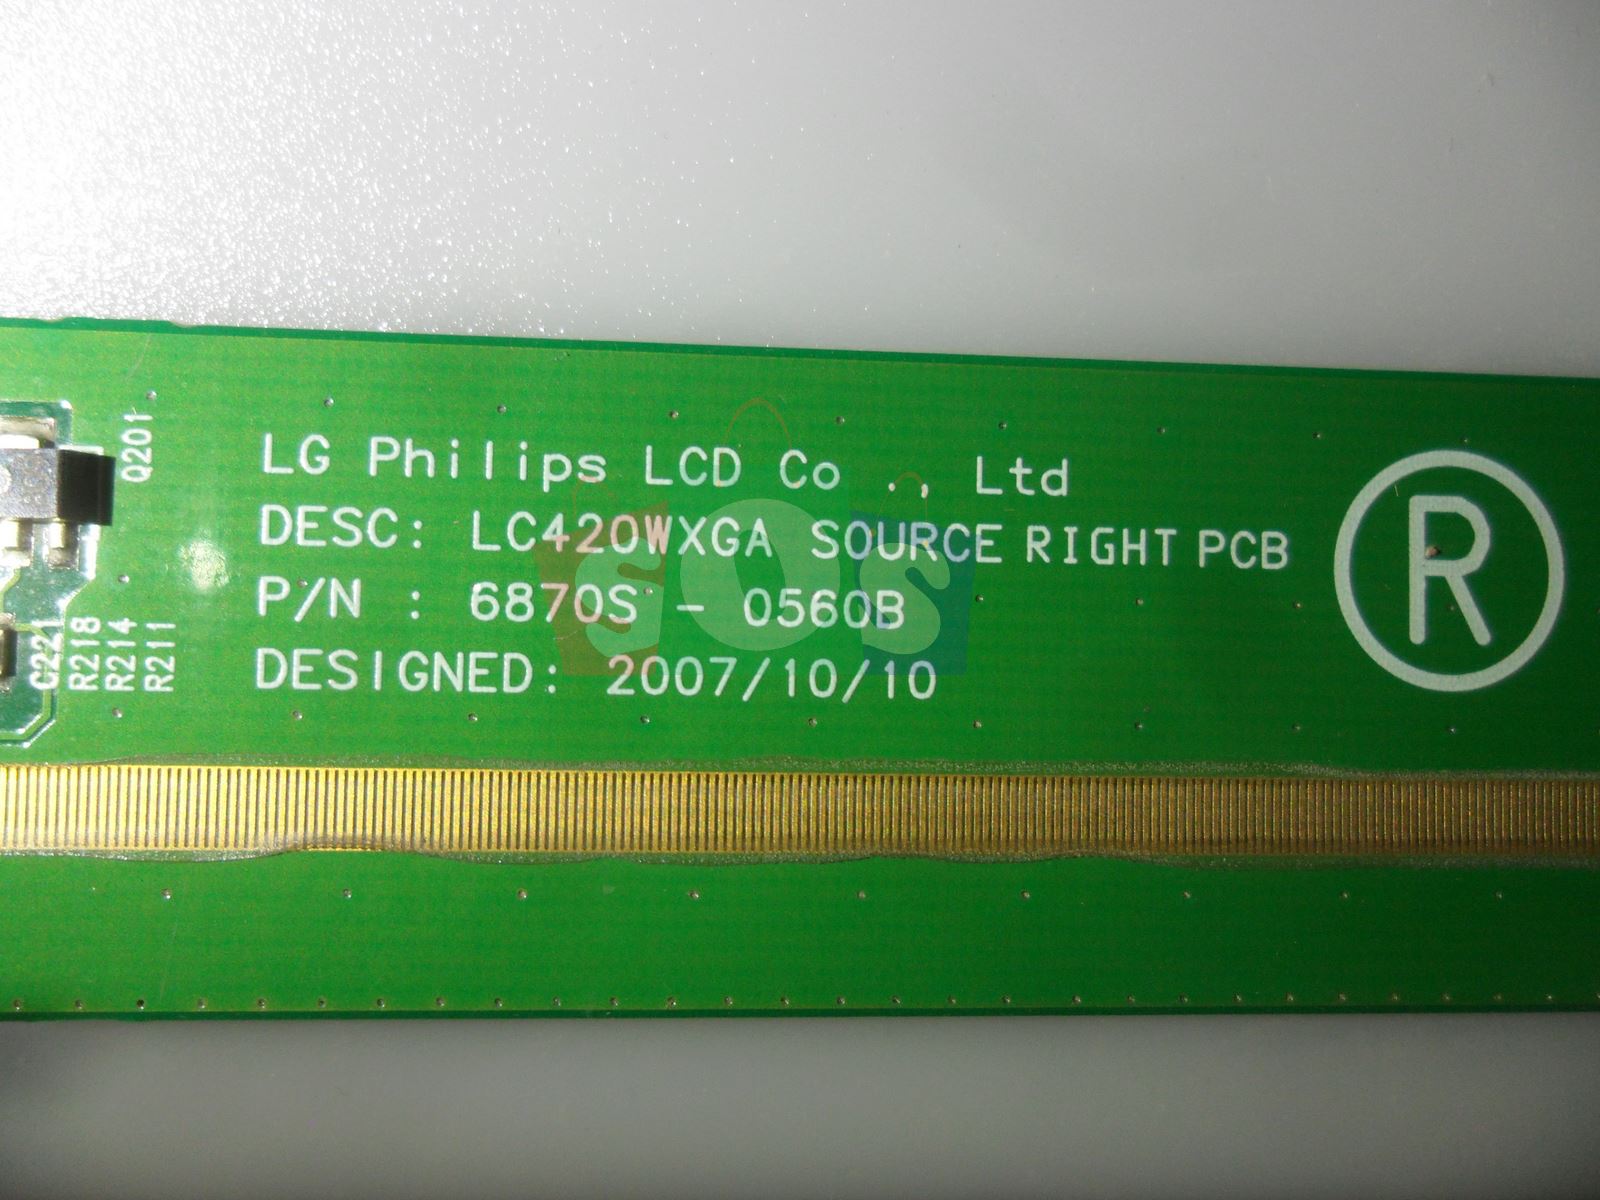 LG Philips LCD Co ., Ltd
DESC: LC420WXGA SOURCE RIGHT PCB
P/N : 6870S - 0560B
DESIGNED: 2007/10/10
R
Q201
C221
R218
R214
R211
SOS